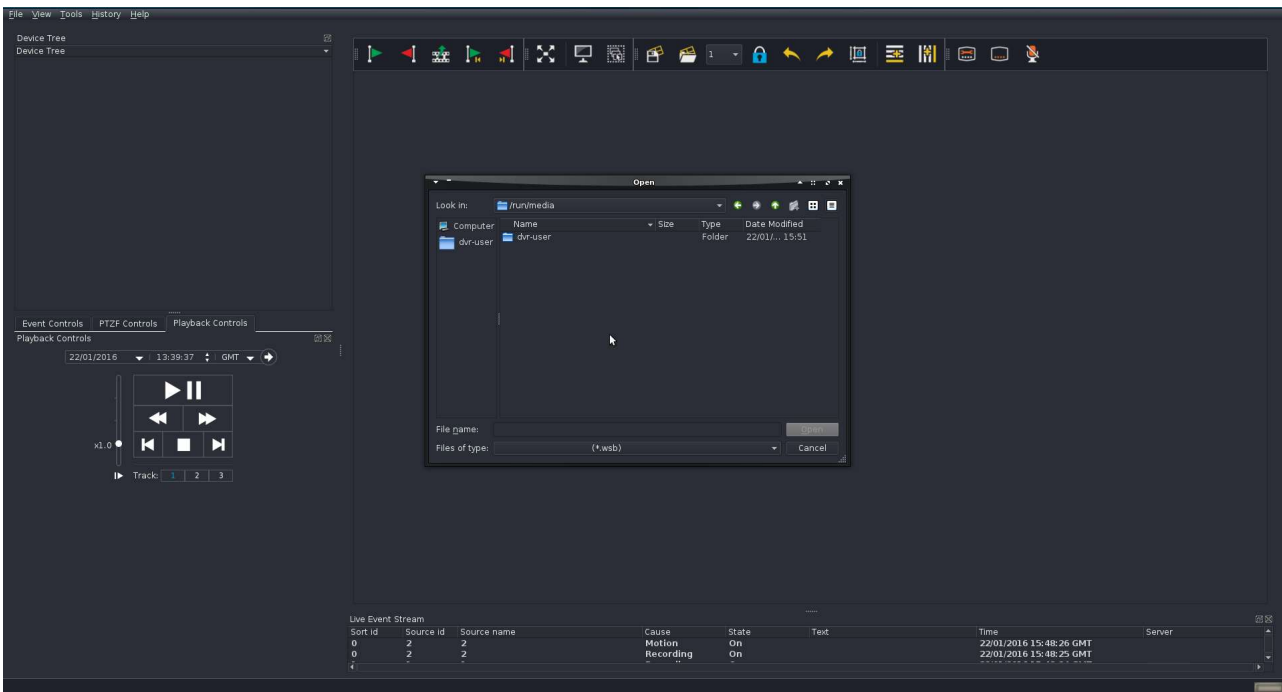 File View Tools History Help
Device Tree
Device Tree
1
Open
Look in: /run/media
Computer
dvr-user
Name Size Type Date Modified
dvr-user Folder 22/01/... 15:51
File name: Open
Files of type: (*.wsb) Cancel
Event Controls PTZF Controls Playback Controls
Playback Controls
22/01/2016 13:39:37 GMT
x1.0
Track: 1 2 3
Live Event Stream
Sort id Source id Source name Cause State Text Time Server
0 2 2 Motion On 22/01/2016 15:48:26 GMT
0 2 2 Recording On 22/01/2016 15:48:25 GMT